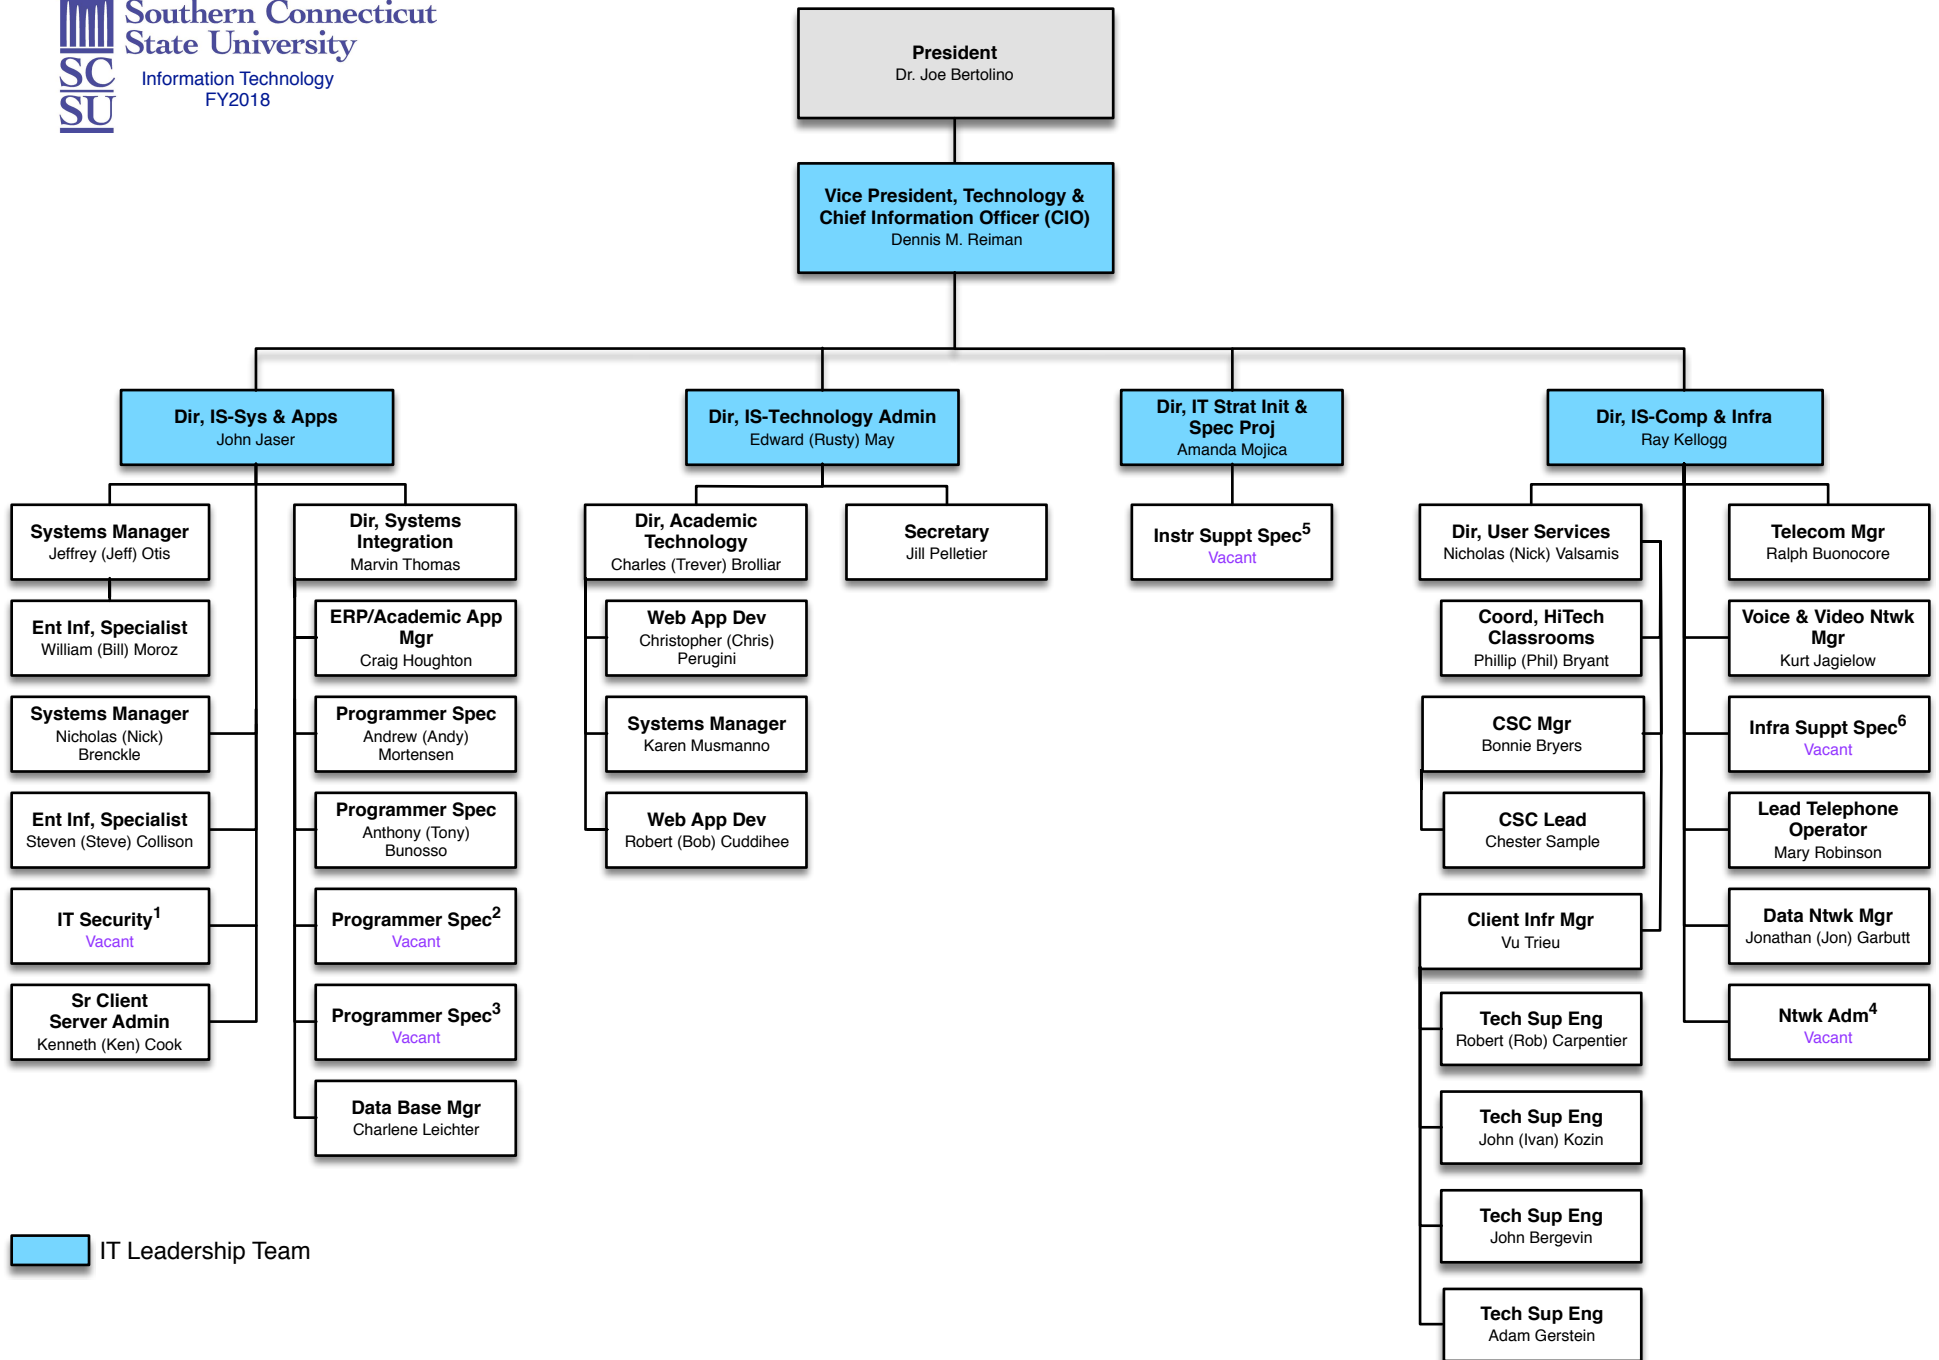 Southern Connecticut
State University
SC
SU
Information Technology
FY2018
President
Dr. Joe Bertolino
Vice President, Technology &
Chief Information Officer (CIO)
Dennis M. Reiman
Dir, IS-Sys & Apps
John Jaser
Dir, IS-Technology Admin
Edward (Rusty) May
Dir, IT Strat Init &
Spec Proj
Amanda Mojica
Dir, IS-Comp & Infra
Ray Kellogg
Systems Manager
Jeffrey (Jeff) Otis
Ent Inf, Specialist
William (Bill) Moroz
Systems Manager
Nicholas (Nick)
Brenckle
Ent Inf, Specialist
Steven (Steve) Collison
IT Security1
Vacant
Sr Client
Server Admin
Kenneth (Ken) Cook
Dir, Systems
Integration
Marvin Thomas
ERP/Academic App
Mgr
Craig Houghton
Programmer Spec
Andrew (Andy)
Mortensen
Programmer Spec
Anthony (Tony)
Bunosso
Programmer Spec2
Vacant
Programmer Spec3
Vacant
Data Base Mgr
Charlene Leichter
Dir, Academic
Technology
Charles (Trever) Brolliar
Web App Dev
Christopher (Chris)
Perugini
Systems Manager
Karen Musmanno
Web App Dev
Robert (Bob) Cuddihee
Secretary
Jill Pelletier
Instr Suppt Spec5
Vacant
Dir, User Services
Nicholas (Nick) Valsamis
Coord, HiTech
Classrooms
Phillip (Phil) Bryant
CSC Mgr
Bonnie Bryers
CSC Lead
Chester Sample
Client Infr Mgr
Vu Trieu
Tech Sup Eng
Robert (Rob) Carpentier
Tech Sup Eng
John (Ivan) Kozin
Tech Sup Eng
John Bergevin
Tech Sup Eng
Adam Gerstein
Telecom Mgr
Ralph Buonocore
Voice & Video Ntwk
Mgr
Kurt Jagielow
Infra Suppt Spec6
Vacant
Lead Telephone
Operator
Mary Robinson
Data Ntwk Mgr
Jonathan (Jon) Garbutt
Ntwk Adm4
Vacant
IT Leadership Team